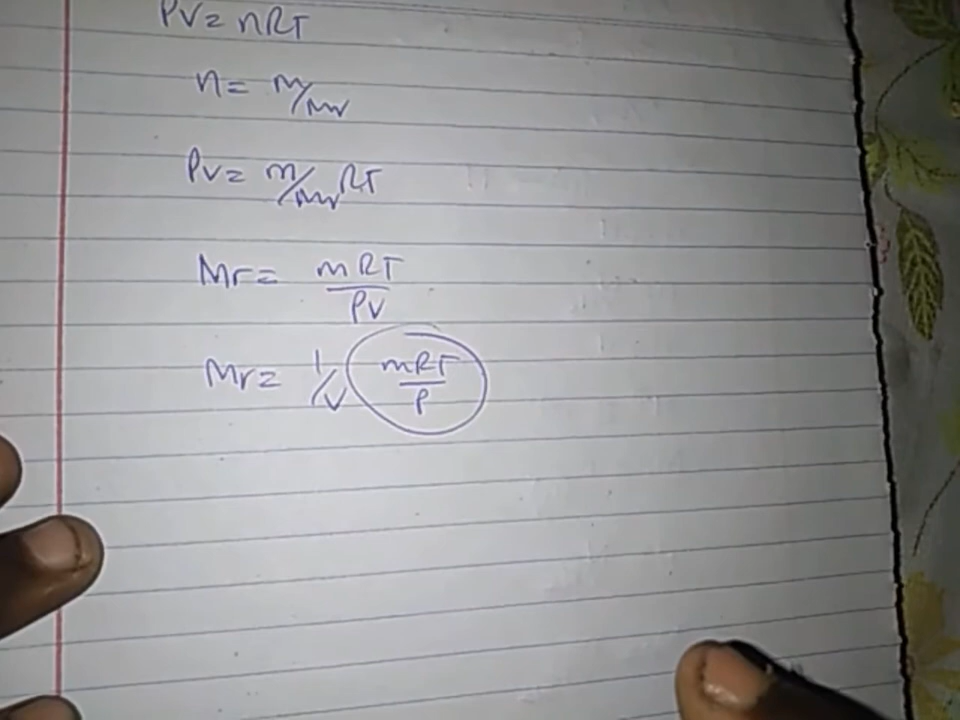 PV = nRT
n = m/Mr
PV = m/Mr RT
Mr = mRT/PV
Mr = 1/V mRT/P